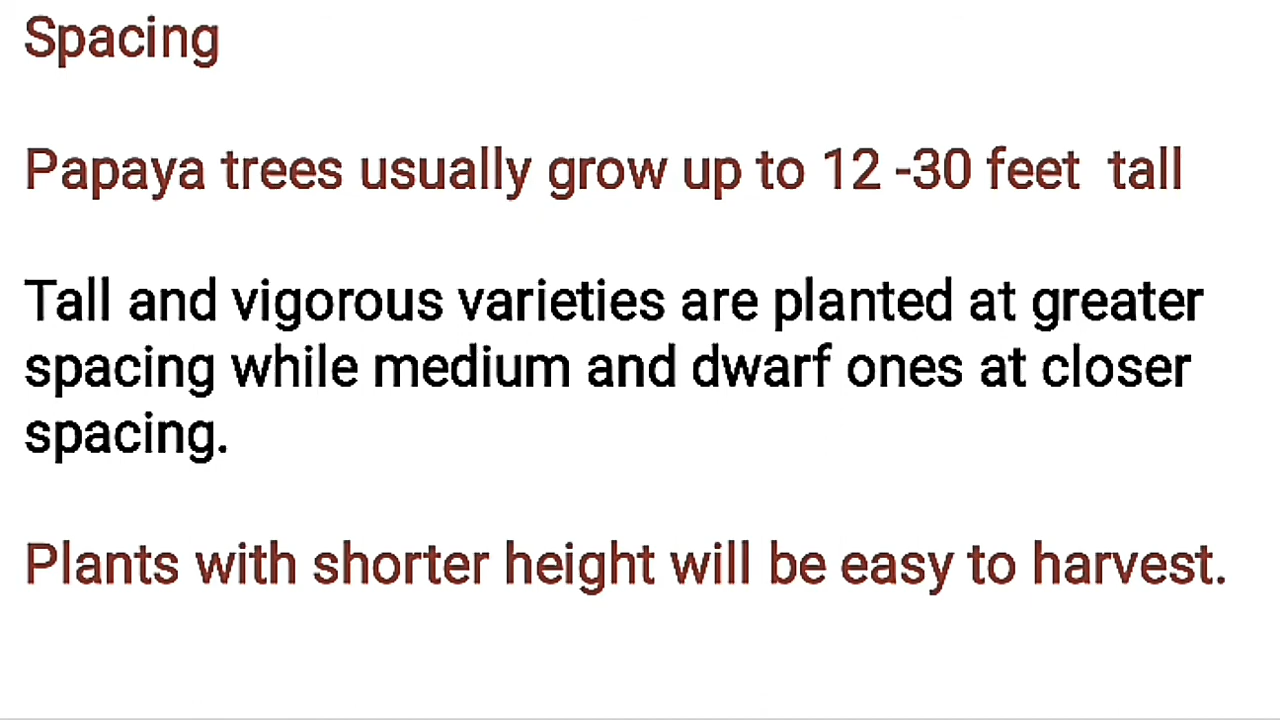 Spacing
Papaya trees usually grow up to 12 -30 feet  tall
Tall and vigorous varieties are planted at greater
spacing while medium and dwarf ones at closer
spacing.
Plants with shorter height will be easy to harvest.